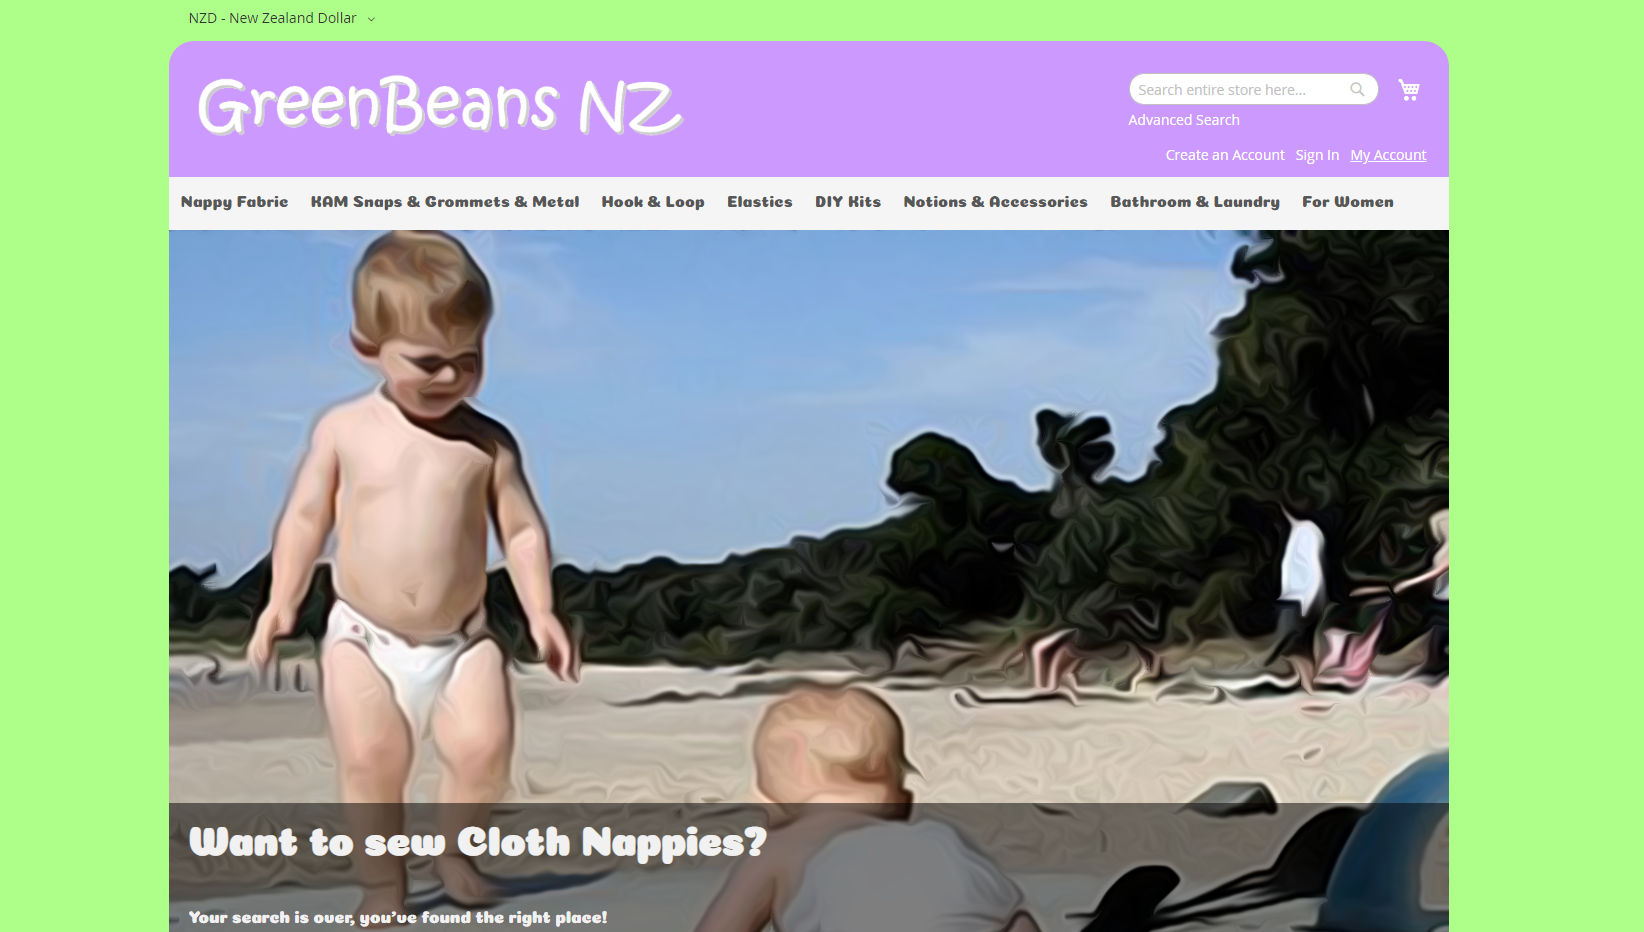 NZD - New Zealand Dollar
GreenBeans NZ
Search entire store here...
Advanced Search
Create an Account Sign In My Account
Nappy Fabric KAM Snaps & Grommets & Metal Hook & Loop Elastics DIY Kits Notions & Accessories Bathroom & Laundry For Women
Want to sew Cloth Nappies?
Your search is over, you've found the right place!